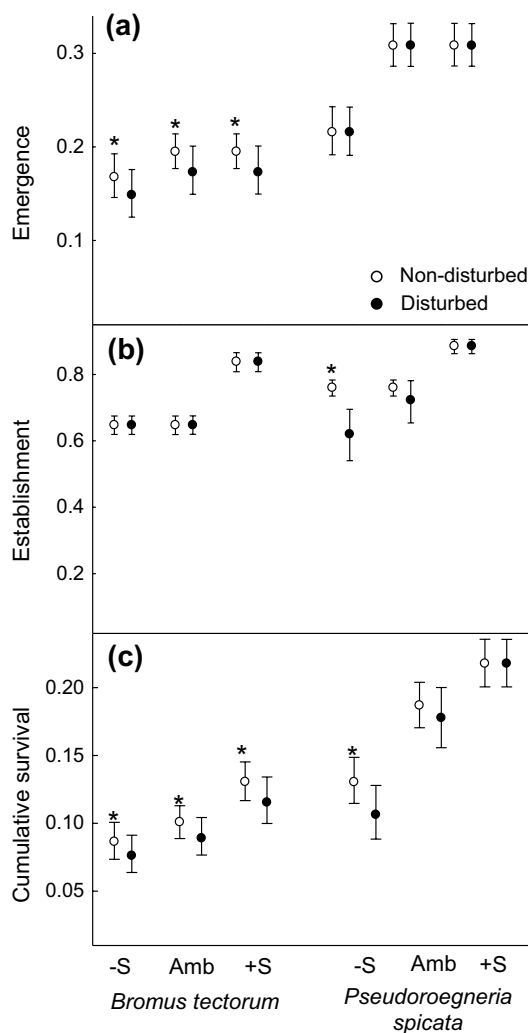 (a)
0.3
*
*
*
0.2
0.1
Emergence
Non-disturbed
Disturbed
(b)
0.8
*
0.6
0.4
0.2
Establishment
(c)
0.20
0.15
*
*
0.10
*
*
0.05
Cumulative survival
-S Amb +S -S Amb +S
Bromus tectorum Pseudoroegneria
spicata